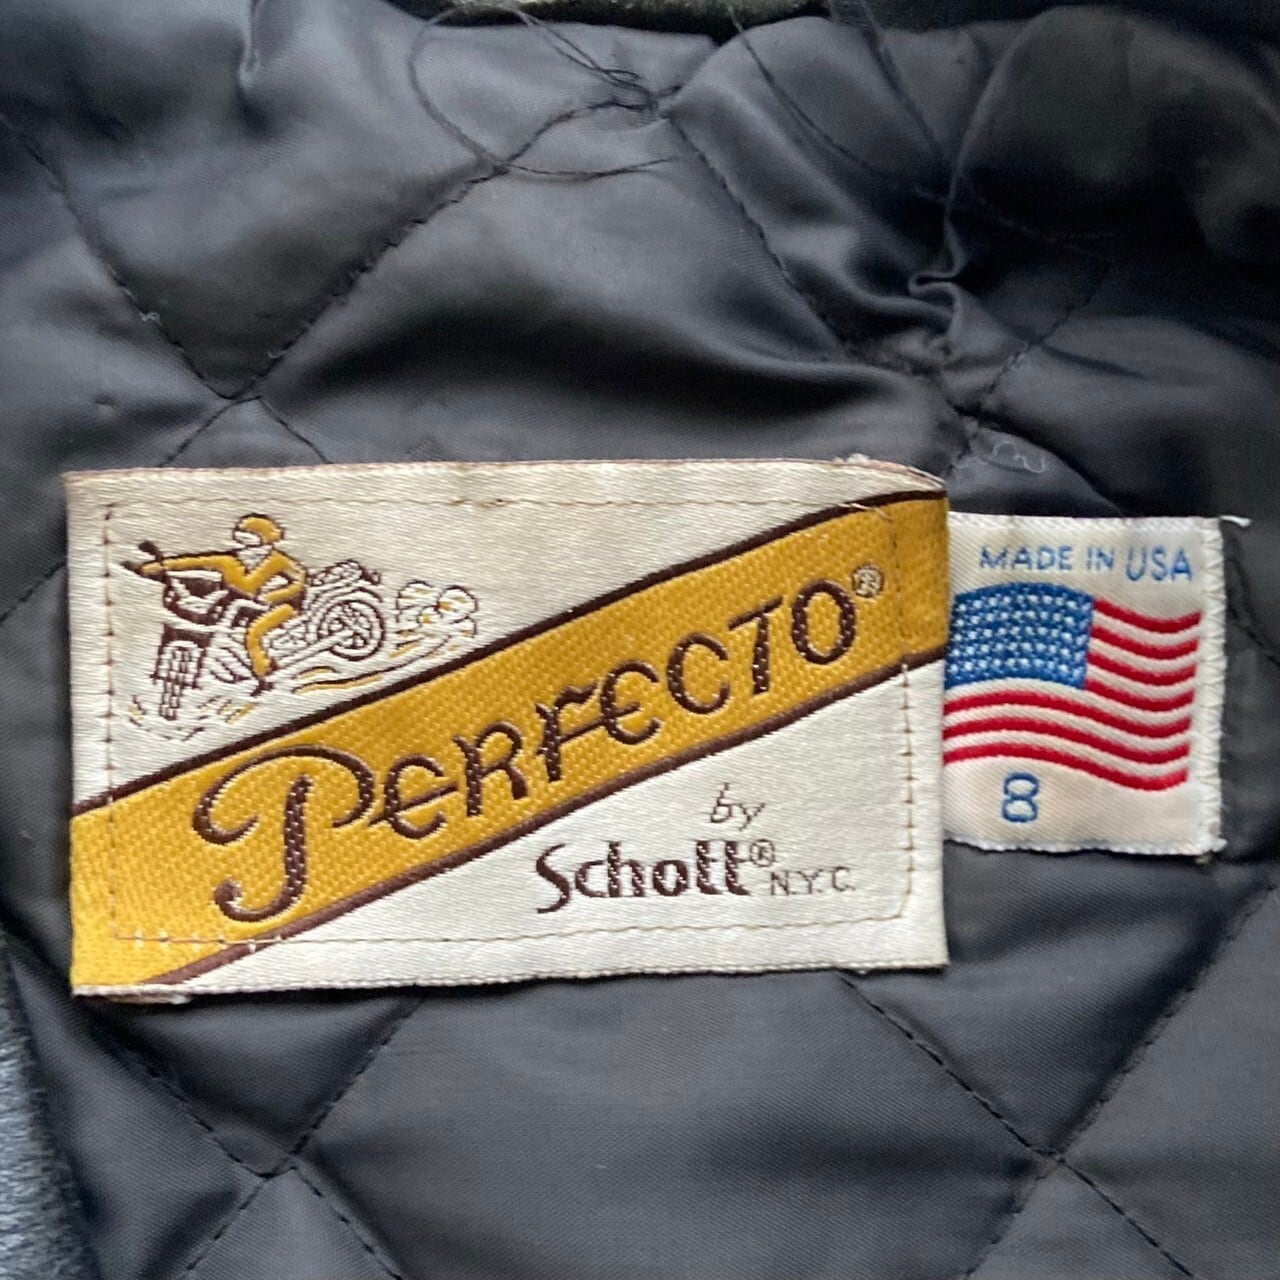 PERFECTO®
by
Schott® N.Y.C.
MADE IN USA
8